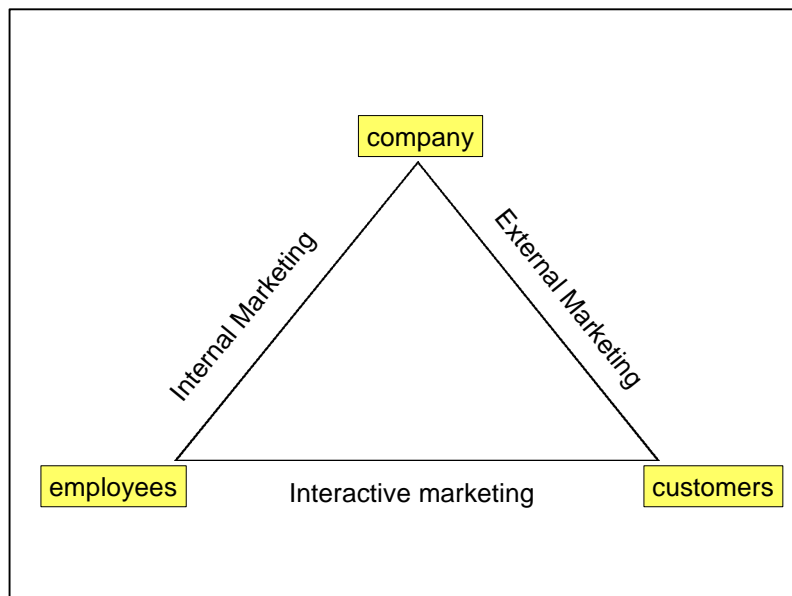 company
Internal Marketing
External Marketing
employees
Interactive marketing
customers